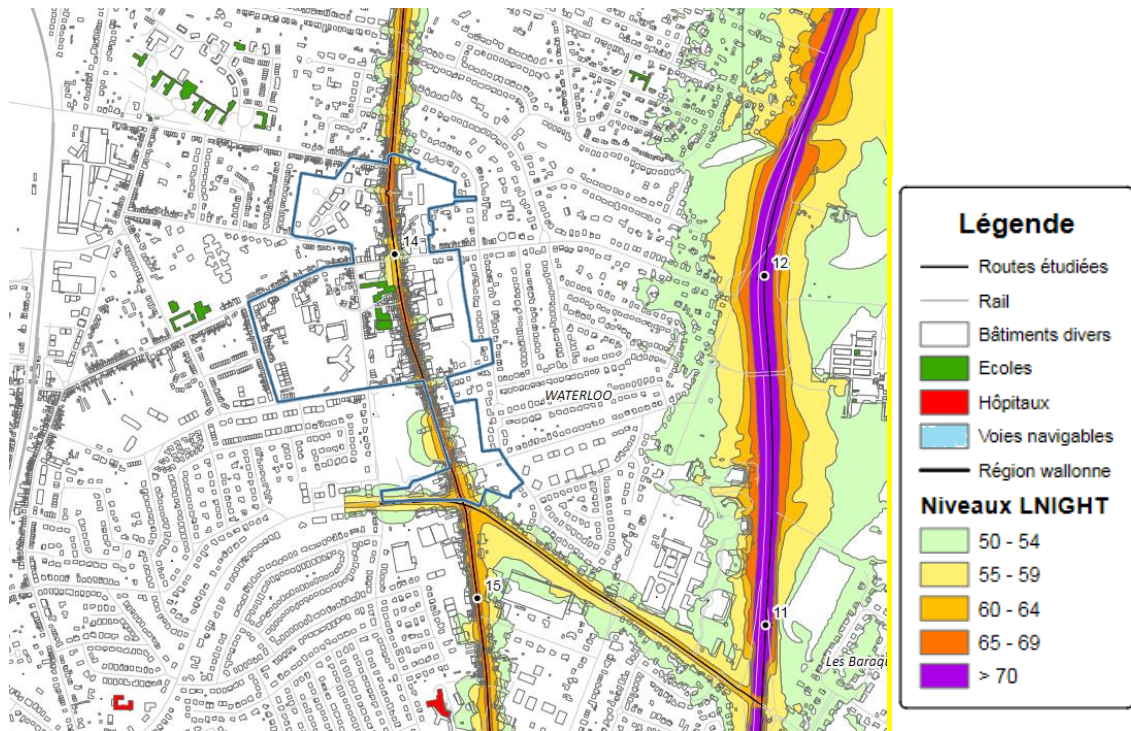 14
12
WATERLOO
15
11
Les Baraq
Légende
Routes étudiées
Rail
Bâtiments divers
Ecoles
Hôpitaux
Voies navigables
Région wallonne
Niveaux LNIGHT
50 - 54
55 - 59
60 - 64
65 - 69
> 70